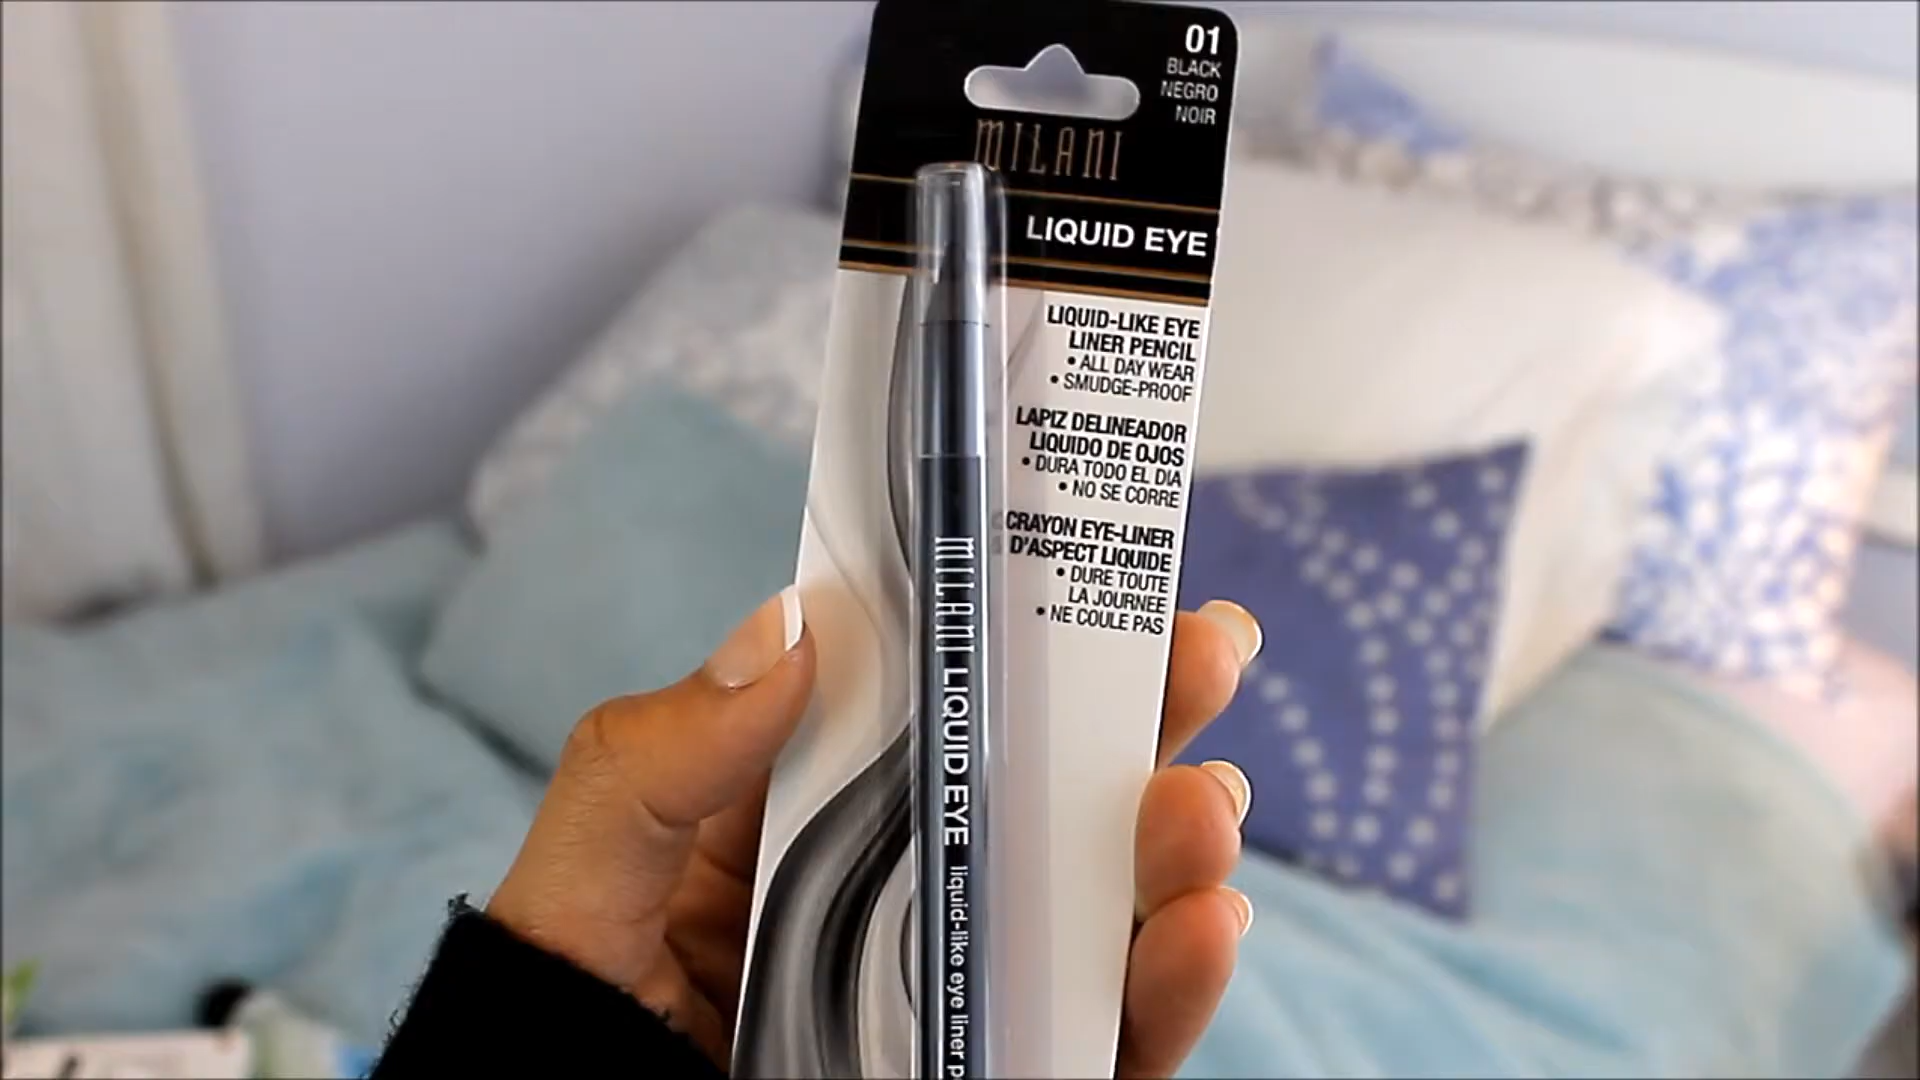 01
BLACK
NEGRO
NOIR
MILANI
LIQUID EYE
LIQUID-LIKE EYE
LINER PENCIL
• ALL DAY WEAR
• SMUDGE-PROOF
LAPIZ DELINEADOR
LIQUIDO DE OJOS
• DURA TODO EL DIA
• NO SE CORRE
CRAYON EYE-LINER
D'ASPECT LIQUIDE
• DURE TOUTE
LA JOURNEE
• NE COULE PAS
MILANI LIQUID EYE liquid-like eye liner p